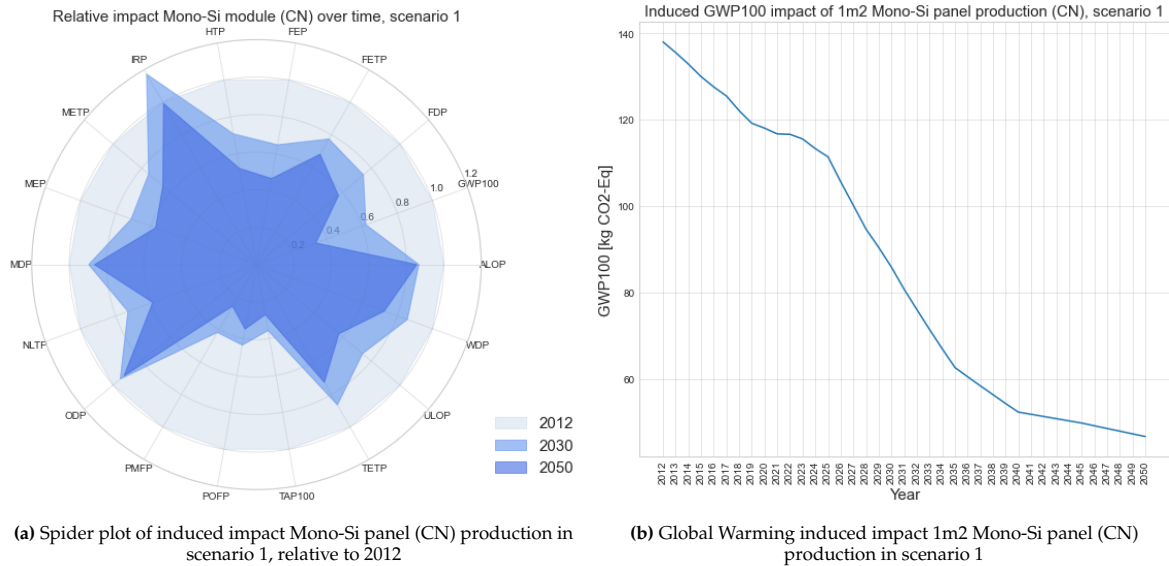 Relative impact Mono-Si module (CN) over time, scenario 1
HTP
FEP
IRP
FETP
METP
FDP
MEP
GWP100
1.2
1.0
0.8
0.6
0.4
0.2
MDP
ALOP
NLTP
WDP
ODP
ULOP
PMFP
TETP
POFP
TAP100
2012
2030
2050
(a) Spider plot of induced impact Mono-Si panel (CN) production in
scenario 1, relative to 2012
Induced GWP100 impact of 1m2 Mono-Si panel production (CN), scenario 1
GWP100 [kg CO2-Eq]
140
120
100
80
60
2012 2013 2014 2015 2016 2017 2018 2019 2020 2021 2022 2023 2024 2025 2026 2027 2028 2029 2030 2031 2032 2033 2034 2035 2036 2037 2038 2039 2040 2041 2042 2043 2044 2045 2046 2047 2048 2049 2050
Year
(b) Global Warming induced impact 1m2 Mono-Si panel (CN)
production in scenario 1